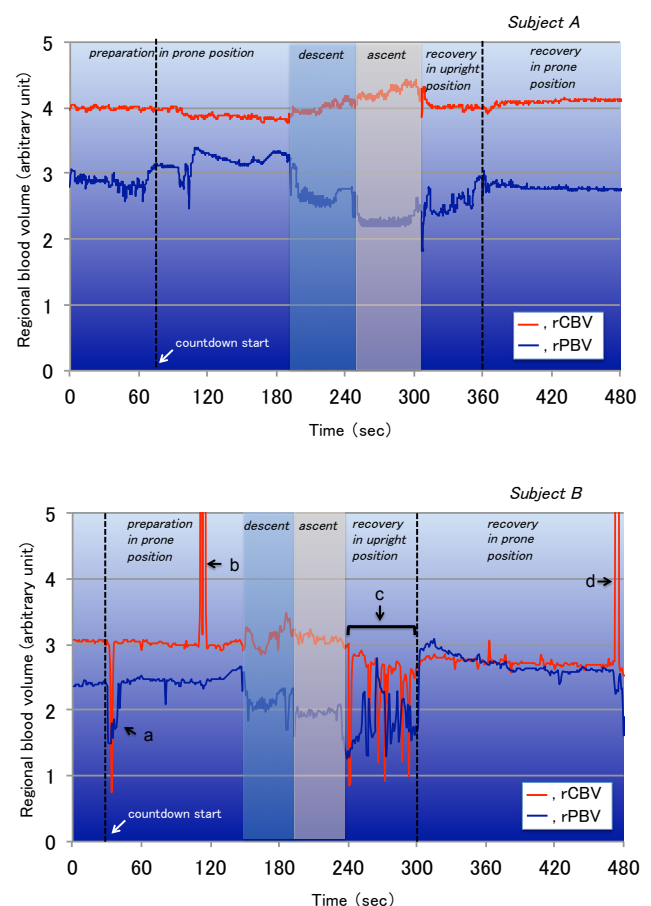 Subject A
5
4
3
2
1
0
Regional blood volume (arbitrary unit)
preparation in prone position
descent
ascent
recovery
in upright
position
recovery
in prone
position
countdown start
, rCBV
, rPBV
0 60 120 180 240 300 360 420 480
Time (sec)
Subject B
5
4
3
2
1
0
Regional blood volume (arbitrary unit)
preparation
in prone
position
descent
ascent
recovery
in upright
position
recovery
in prone
position
b
c
d
a
countdown start
, rCBV
, rPBV
0 60 120 180 240 300 360 420 480
Time (sec)